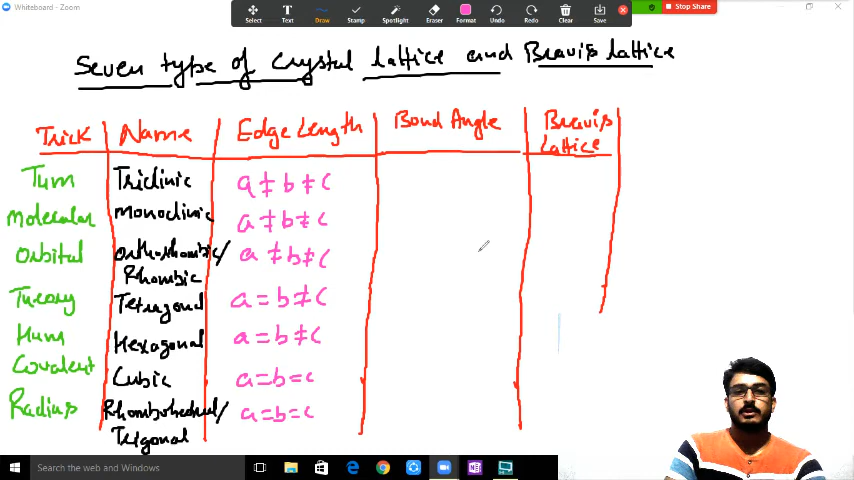 Whiteboard - Zoom
Stop Share
Select Text Draw Stamp Spotlight Eraser Format Undo Redo Clear Save
Seven type of Crystal lattice and Bravis lattice
Trick Name Edge Length Bond Angle Bravis lattice
Tum Triclinic a ≠ b ≠ c
Molecular Monoclinic a ≠ b ≠ c
Orbital Orthorhombic/ Rhombic a ≠ b ≠ c
Theory Tetragonal a = b ≠ c
Hum Hexagonal a = b ≠ c
Covalent Cubic a = b = c
Radius Rhombohedral/ Trigonal a = b = c
Search the web and Windows